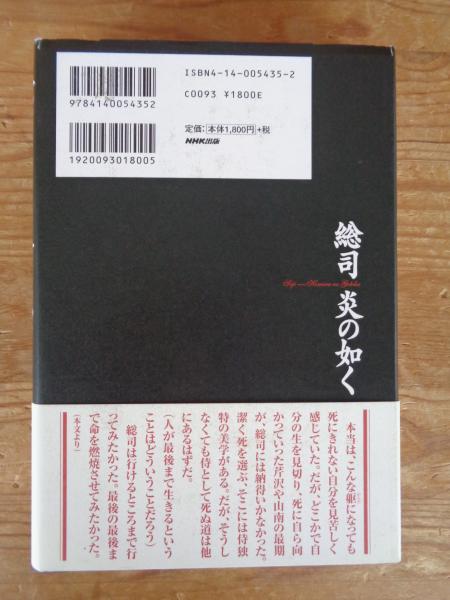 ISBN4-14-005435-2
C0093 ¥1800E
9784140054352
定価：本体1,800円+税
NHK出版
1920093018005
総司 炎の如く
Soji — Homura no Gotoku
本当は、こんな躯になっても
死にきれない自分を見苦しく
感じていた。だが、どこかで自
分の生を見切り、死に自ら向
かっていった芹沢や山南の最期
が、総司には納得いかなかった。
潔く死を選ぶ、そこには侍独
特の美学がある。だが、そうし
なくても侍として死ぬ道は他
にあるはずだ。
（人が最後まで生きるという
ことはどういうことだろう）
総司は行けるところまで行
ってみたかった。最後の最後ま
で命を燃焼させてみたかった。
（本文より）